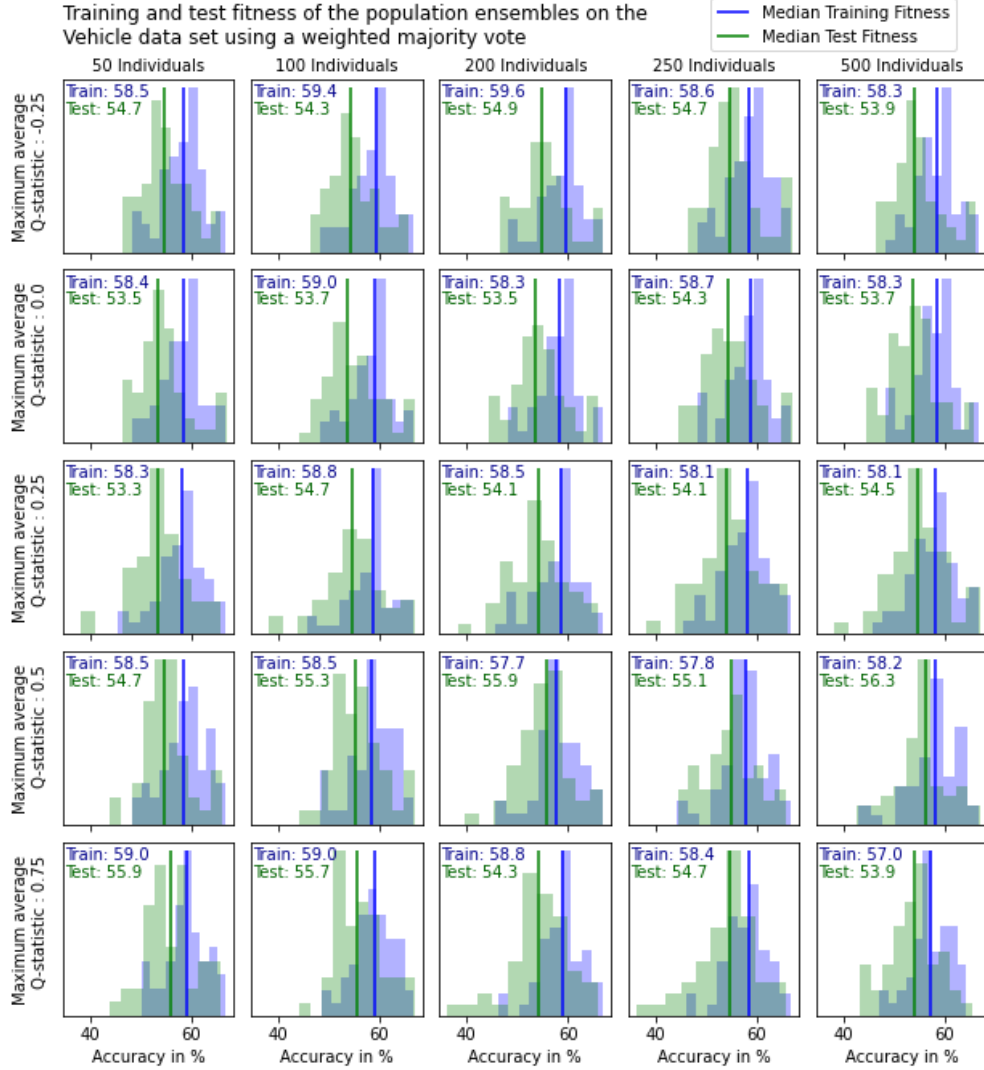 Training and test fitness of the population ensembles on the
Vehicle data set using a weighted majority vote
Median Training Fitness
Median Test Fitness
50 Individuals
100 Individuals
200 Individuals
250 Individuals
500 Individuals
Maximum average
Q-statistic : -0.25
Train: 58.5
Test: 54.7
Train: 59.4
Test: 54.3
Train: 59.6
Test: 54.9
Train: 58.6
Test: 54.7
Train: 58.3
Test: 53.9
Maximum average
Q-statistic : 0.0
Train: 58.4
Test: 53.5
Train: 59.0
Test: 53.7
Train: 58.3
Test: 53.5
Train: 58.7
Test: 54.3
Train: 58.3
Test: 53.7
Maximum average
Q-statistic : 0.25
Train: 58.3
Test: 53.3
Train: 58.8
Test: 54.7
Train: 58.5
Test: 54.1
Train: 58.1
Test: 54.1
Train: 58.1
Test: 54.5
Maximum average
Q-statistic : 0.5
Train: 58.5
Test: 54.7
Train: 58.5
Test: 55.3
Train: 57.7
Test: 55.9
Train: 57.8
Test: 55.1
Train: 58.2
Test: 56.3
Maximum average
Q-statistic : 0.75
Train: 59.0
Test: 55.9
Train: 59.0
Test: 55.7
Train: 58.8
Test: 54.3
Train: 58.4
Test: 54.7
Train: 57.0
Test: 53.9
40 60
40 60
40 60
40 60
40 60
Accuracy in %
Accuracy in %
Accuracy in %
Accuracy in %
Accuracy in %